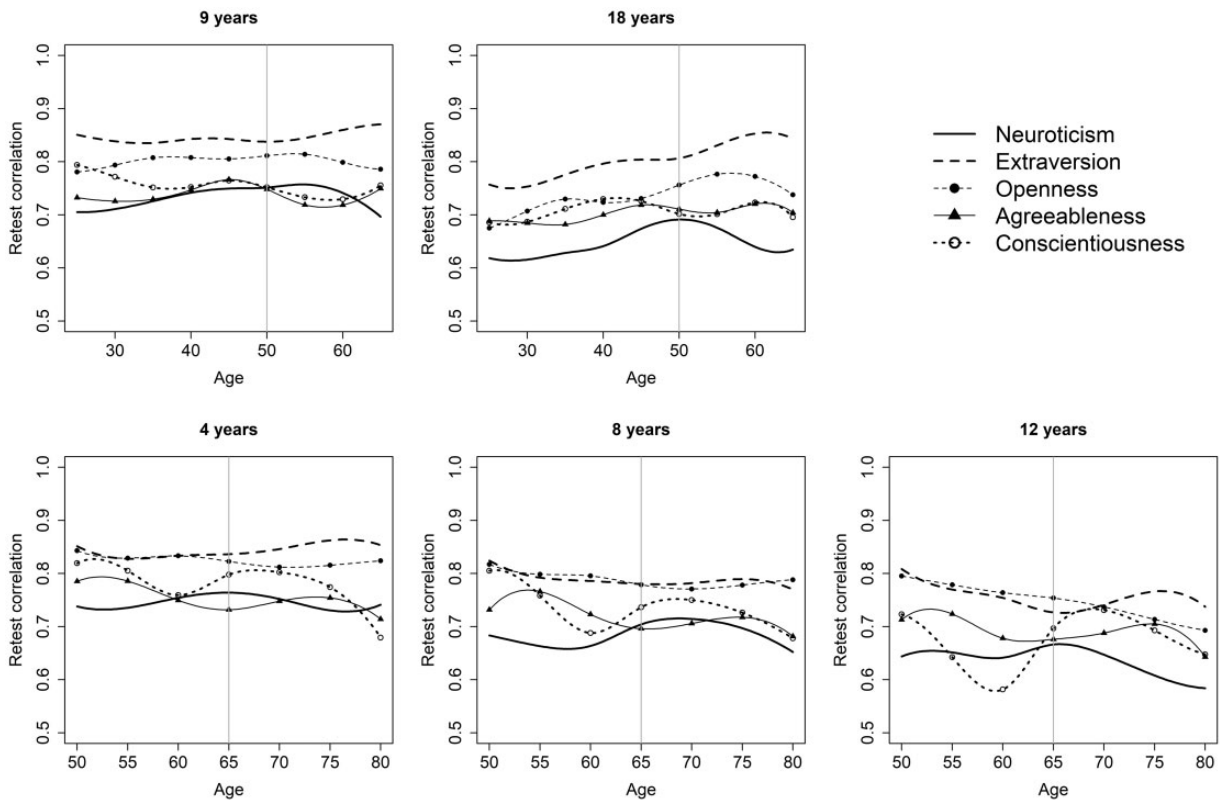 9 years
18 years
Retest correlation
1.0
0.9
0.8
0.7
0.6
0.5
30 40 50 60
Age
Retest correlation
1.0
0.9
0.8
0.7
0.6
0.5
30 40 50 60
Age
Neuroticism
Extraversion
Openness
Agreeableness
Conscientiousness
4 years
8 years
12 years
Retest correlation
1.0
0.9
0.8
0.7
0.6
0.5
50 55 60 65 70 75 80
Age
Retest correlation
1.0
0.9
0.8
0.7
0.6
0.5
50 55 60 65 70 75 80
Age
Retest correlation
1.0
0.9
0.8
0.7
0.6
0.5
50 55 60 65 70 75 80
Age